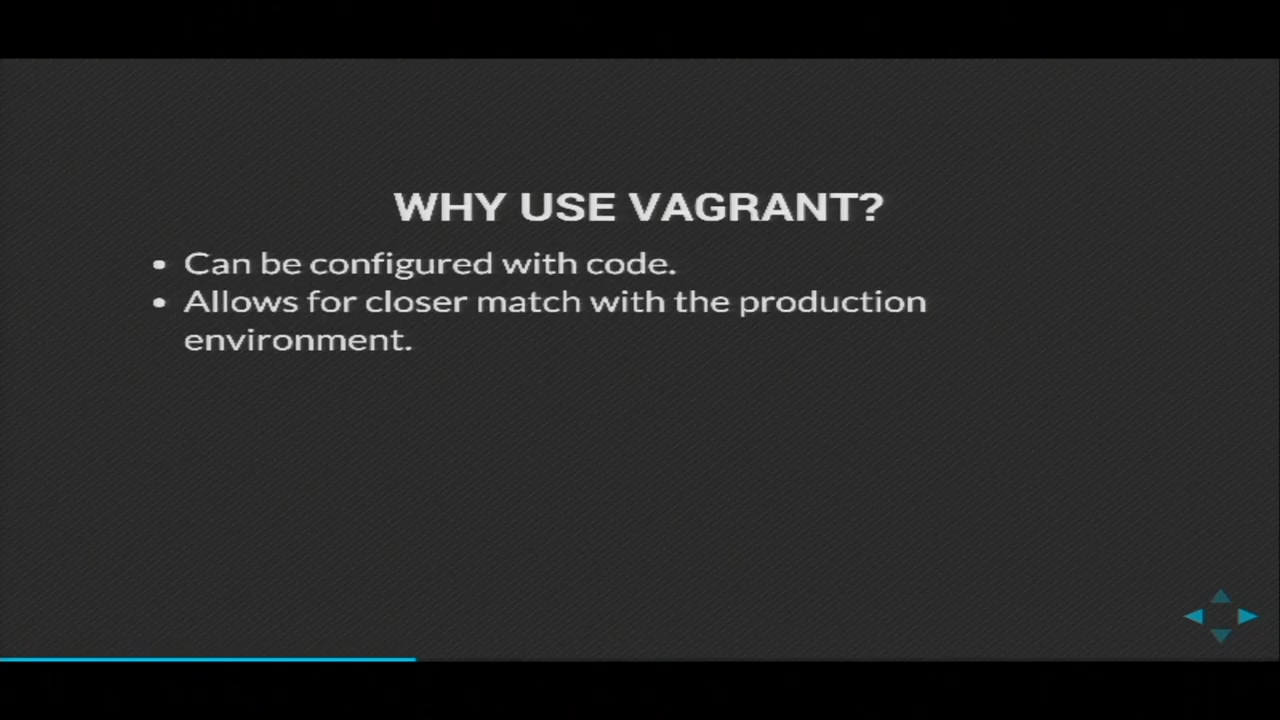 WHY USE VAGRANT?
• Can be configured with code.
• Allows for closer match with the production
environment.